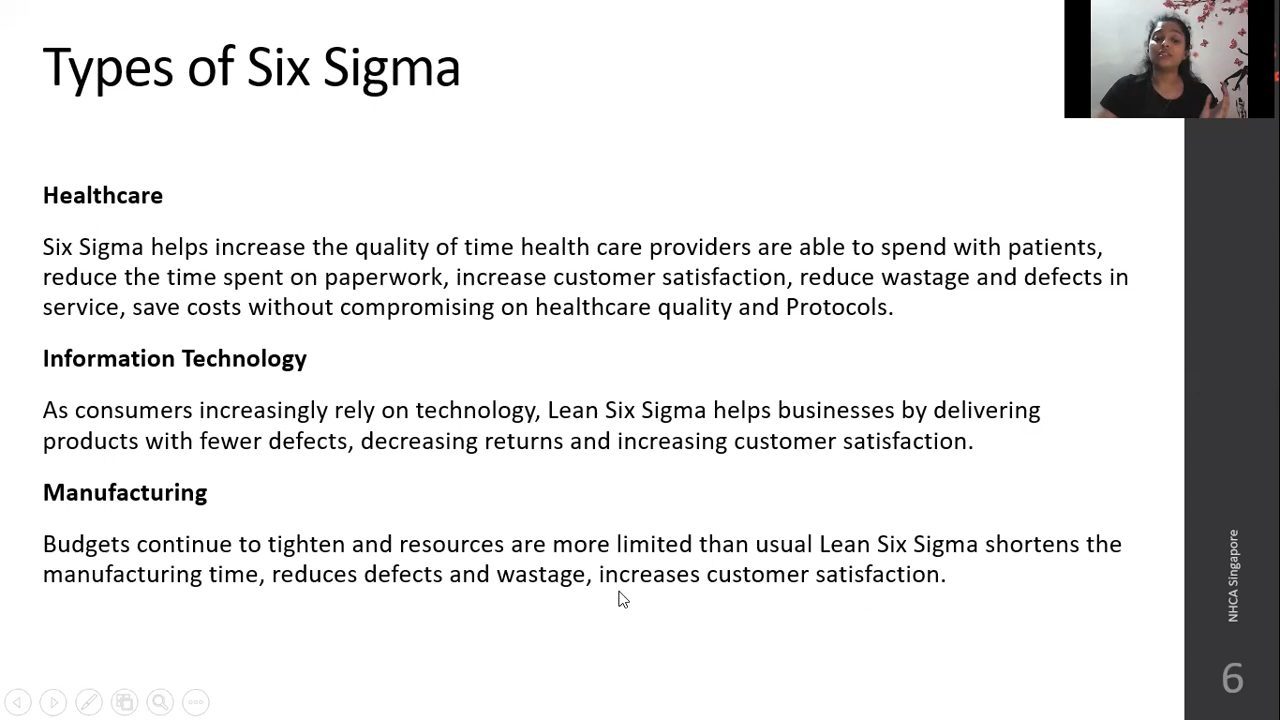 Types of Six Sigma
Healthcare
Six Sigma helps increase the quality of time health care providers are able to spend with patients,
reduce the time spent on paperwork, increase customer satisfaction, reduce wastage and defects in
service, save costs without compromising on healthcare quality and Protocols.
Information Technology
As consumers increasingly rely on technology, Lean Six Sigma helps businesses by delivering
products with fewer defects, decreasing returns and increasing customer satisfaction.
Manufacturing
Budgets continue to tighten and resources are more limited than usual Lean Six Sigma shortens the
manufacturing time, reduces defects and wastage, increases customer satisfaction.
NHCA Singapore
6